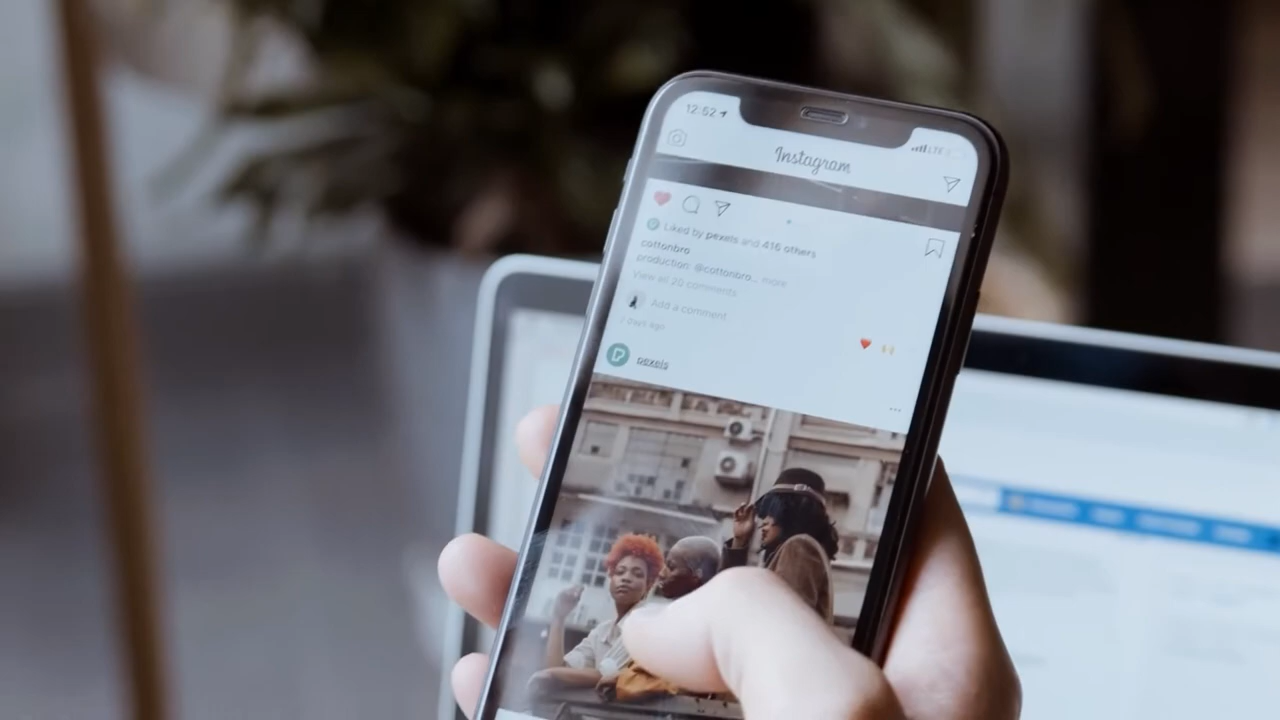 12:52
LTE
Instagram
Liked by pexels and 416 others
cottonbro
production: @cottonbro... more
View all 20 comments
Add a comment
days ago
pexels